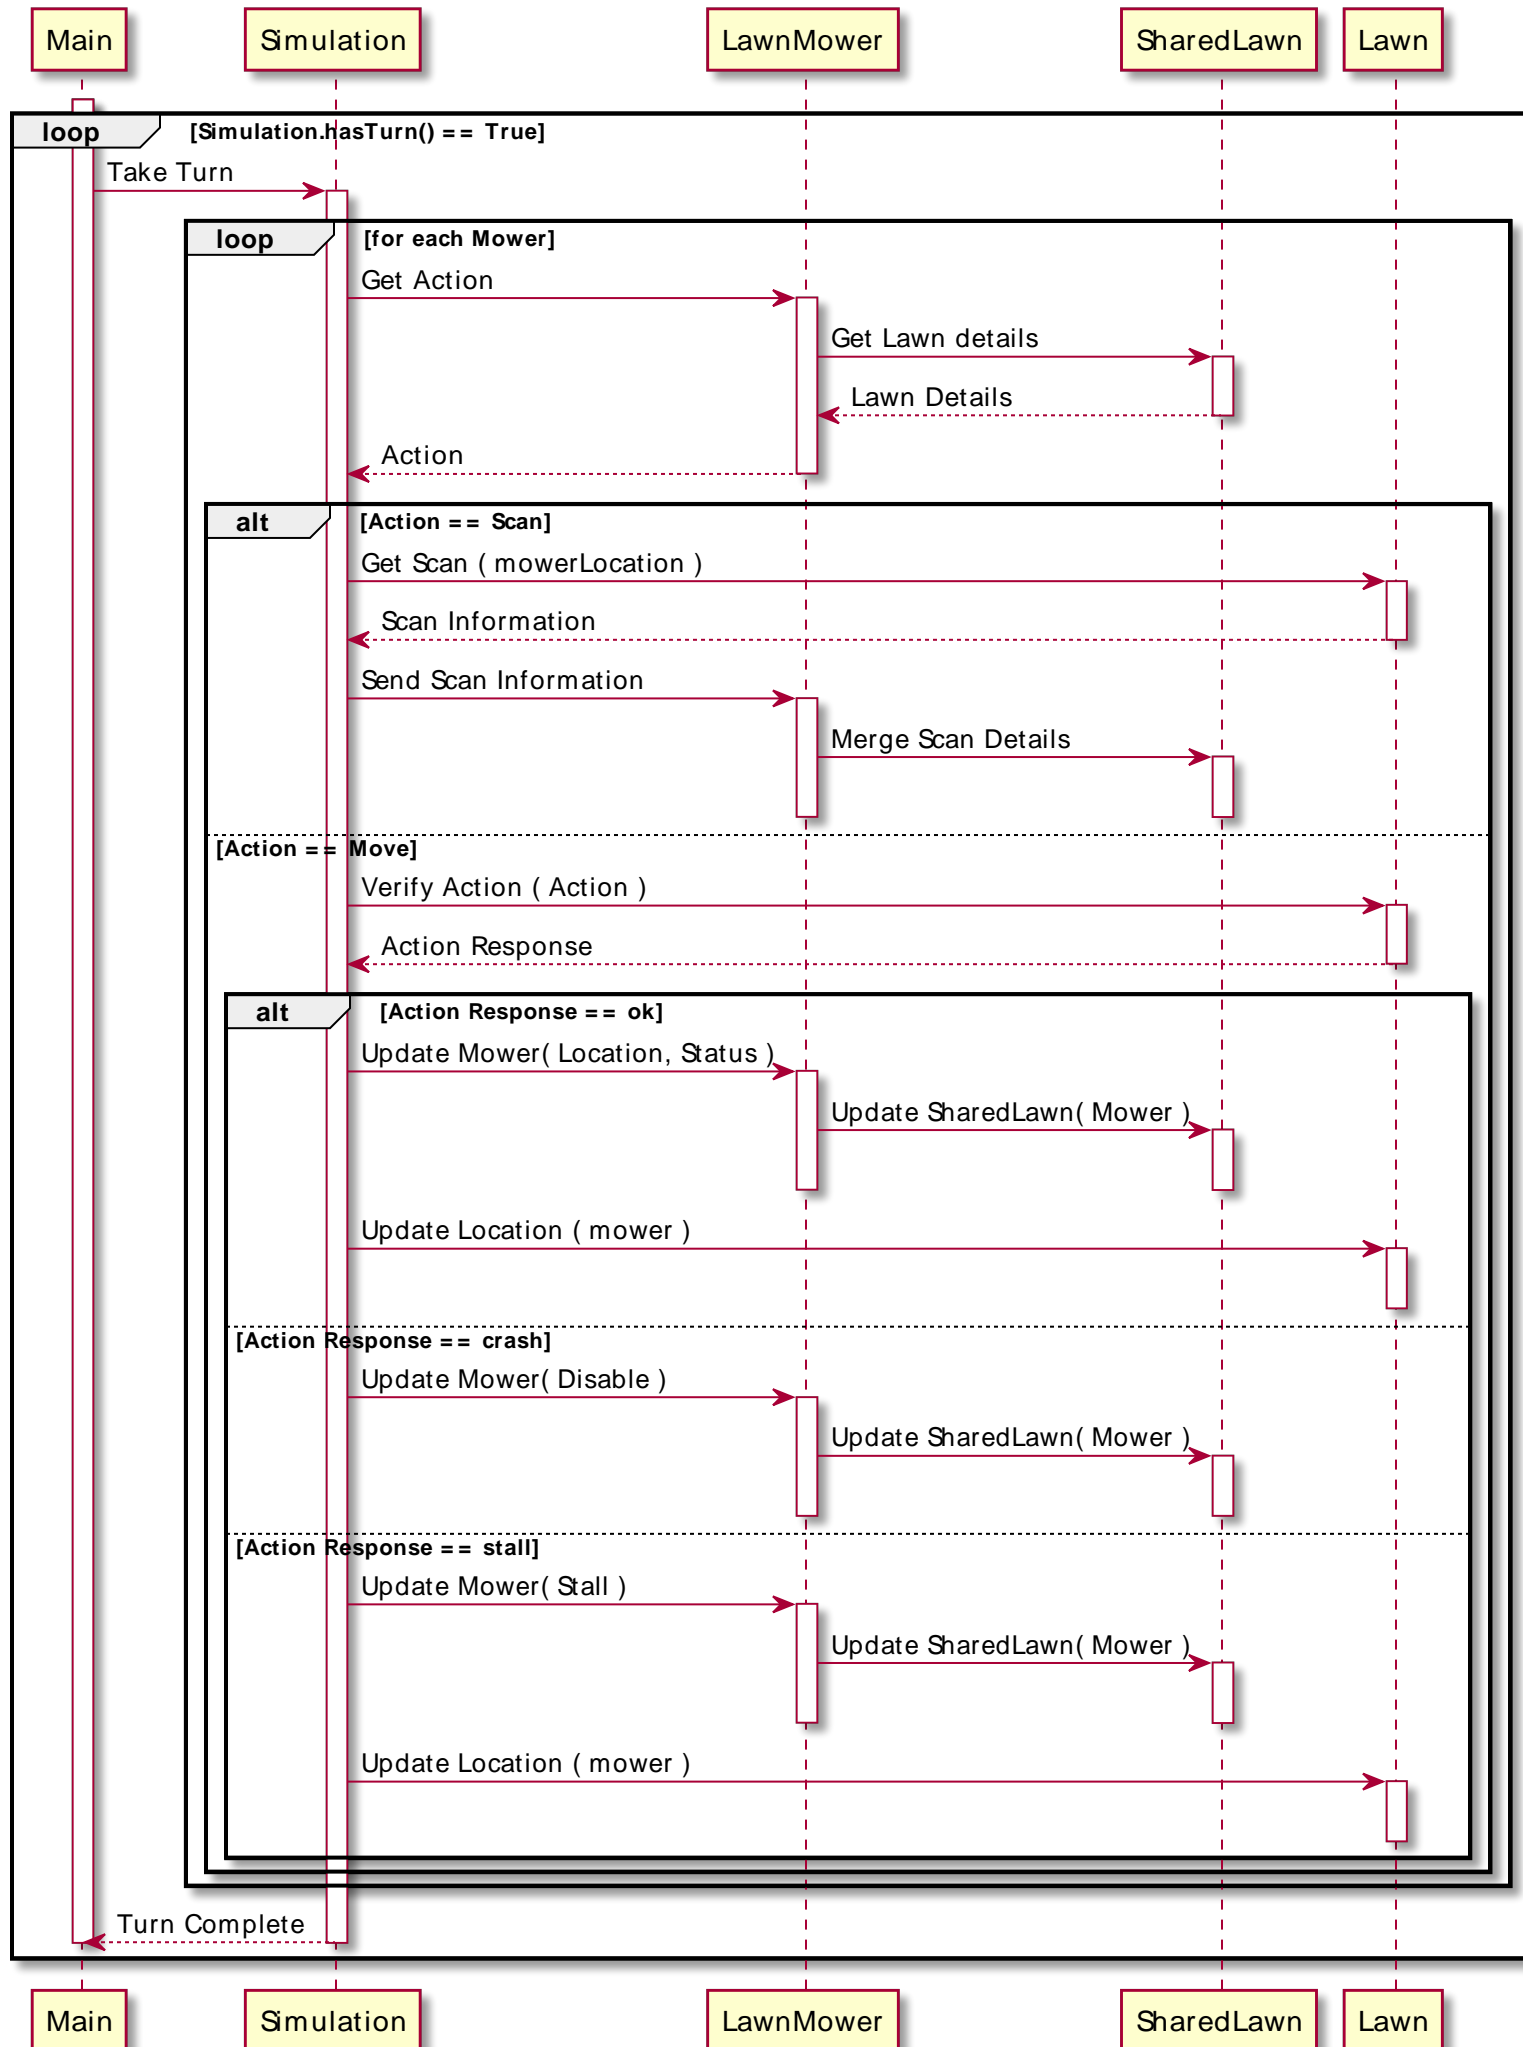 Main Simulation LawnMower SharedLawn Lawn
loop [Simulation.hasTurn() == True]
Take Turn
loop [for each Mower]
Get Action
Get Lawn details
Lawn Details
Action
alt [Action == Scan]
Get Scan ( mowerLocation )
Scan Information
Send Scan Information
Merge Scan Details
[Action == Move]
Verify Action ( Action )
Action Response
alt [Action Response == ok]
Update Mower( Location, Status )
Update SharedLawn( Mower )
Update Location ( mower )
[Action Response == crash]
Update Mower( Disable )
Update SharedLawn( Mower )
[Action Response == stall]
Update Mower( Stall )
Update SharedLawn( Mower )
Update Location ( mower )
Turn Complete
Main Simulation LawnMower SharedLawn Lawn